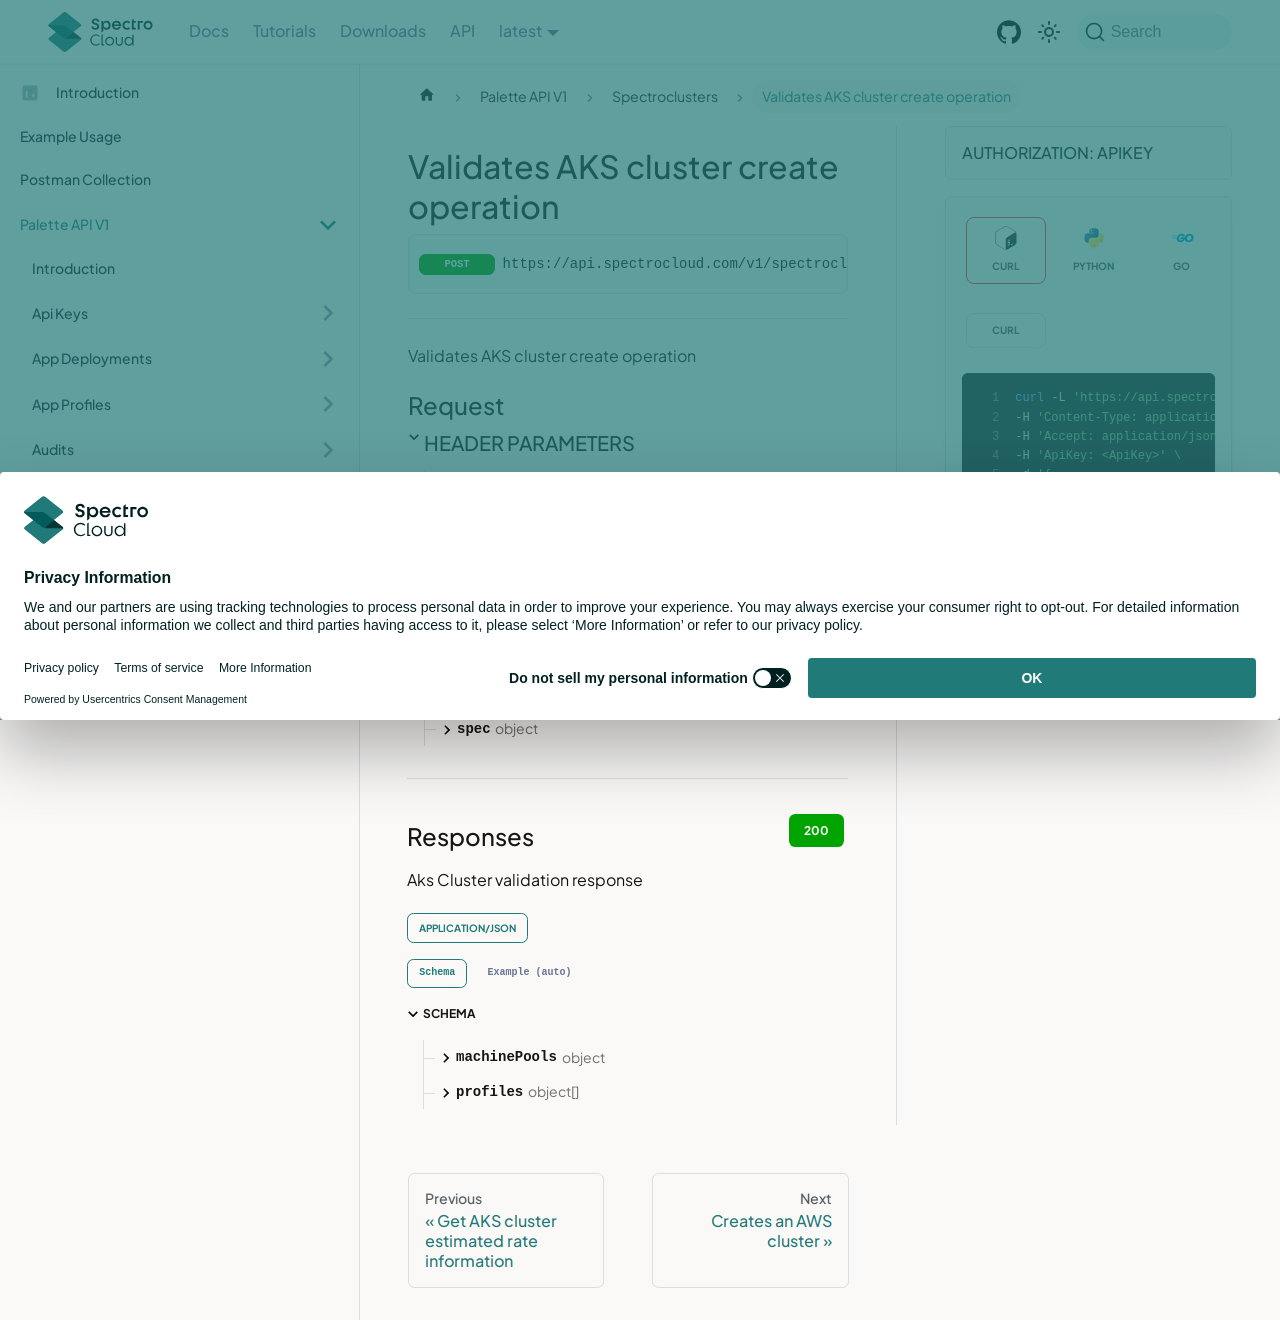 Spectro Cloud
Docs
Tutorials
Downloads
API
latest
Search
Introduction
Example Usage
Postman Collection
Palette API V1
Introduction
Api Keys
App Deployments
App Profiles
Audits
Palette API V1
Spectroclusters
Validates AKS cluster create operation
Validates AKS cluster create
operation
POST https://api.spectrocloud.com/v1/spectrocl
Validates AKS cluster create operation
Request
HEADER PARAMETERS
AUTHORIZATION: APIKEY
CURL
PYTHON
GO
CURL
1 curl -L 'https://api.spectro
2 -H 'Content-Type: applicatio
3 -H 'Accept: application/json
4 -H 'ApiKey: <ApiKey>' \
Spectro Cloud
Privacy Information
We and our partners are using tracking technologies to process personal data in order to improve your experience. You may always exercise your consumer right to opt-out. For detailed information
about personal information we collect and third parties having access to it, please select ‘More Information’ or refer to our privacy policy.
Privacy policy
Terms of service
More Information
Do not sell my personal information
OK
Powered by Usercentrics Consent Management
spec object
Responses
200
Aks Cluster validation response
APPLICATION/JSON
Schema
Example (auto)
SCHEMA
machinePools object
profiles object[]
Previous
« Get AKS cluster
estimated rate
information
Next
Creates an AWS
cluster »